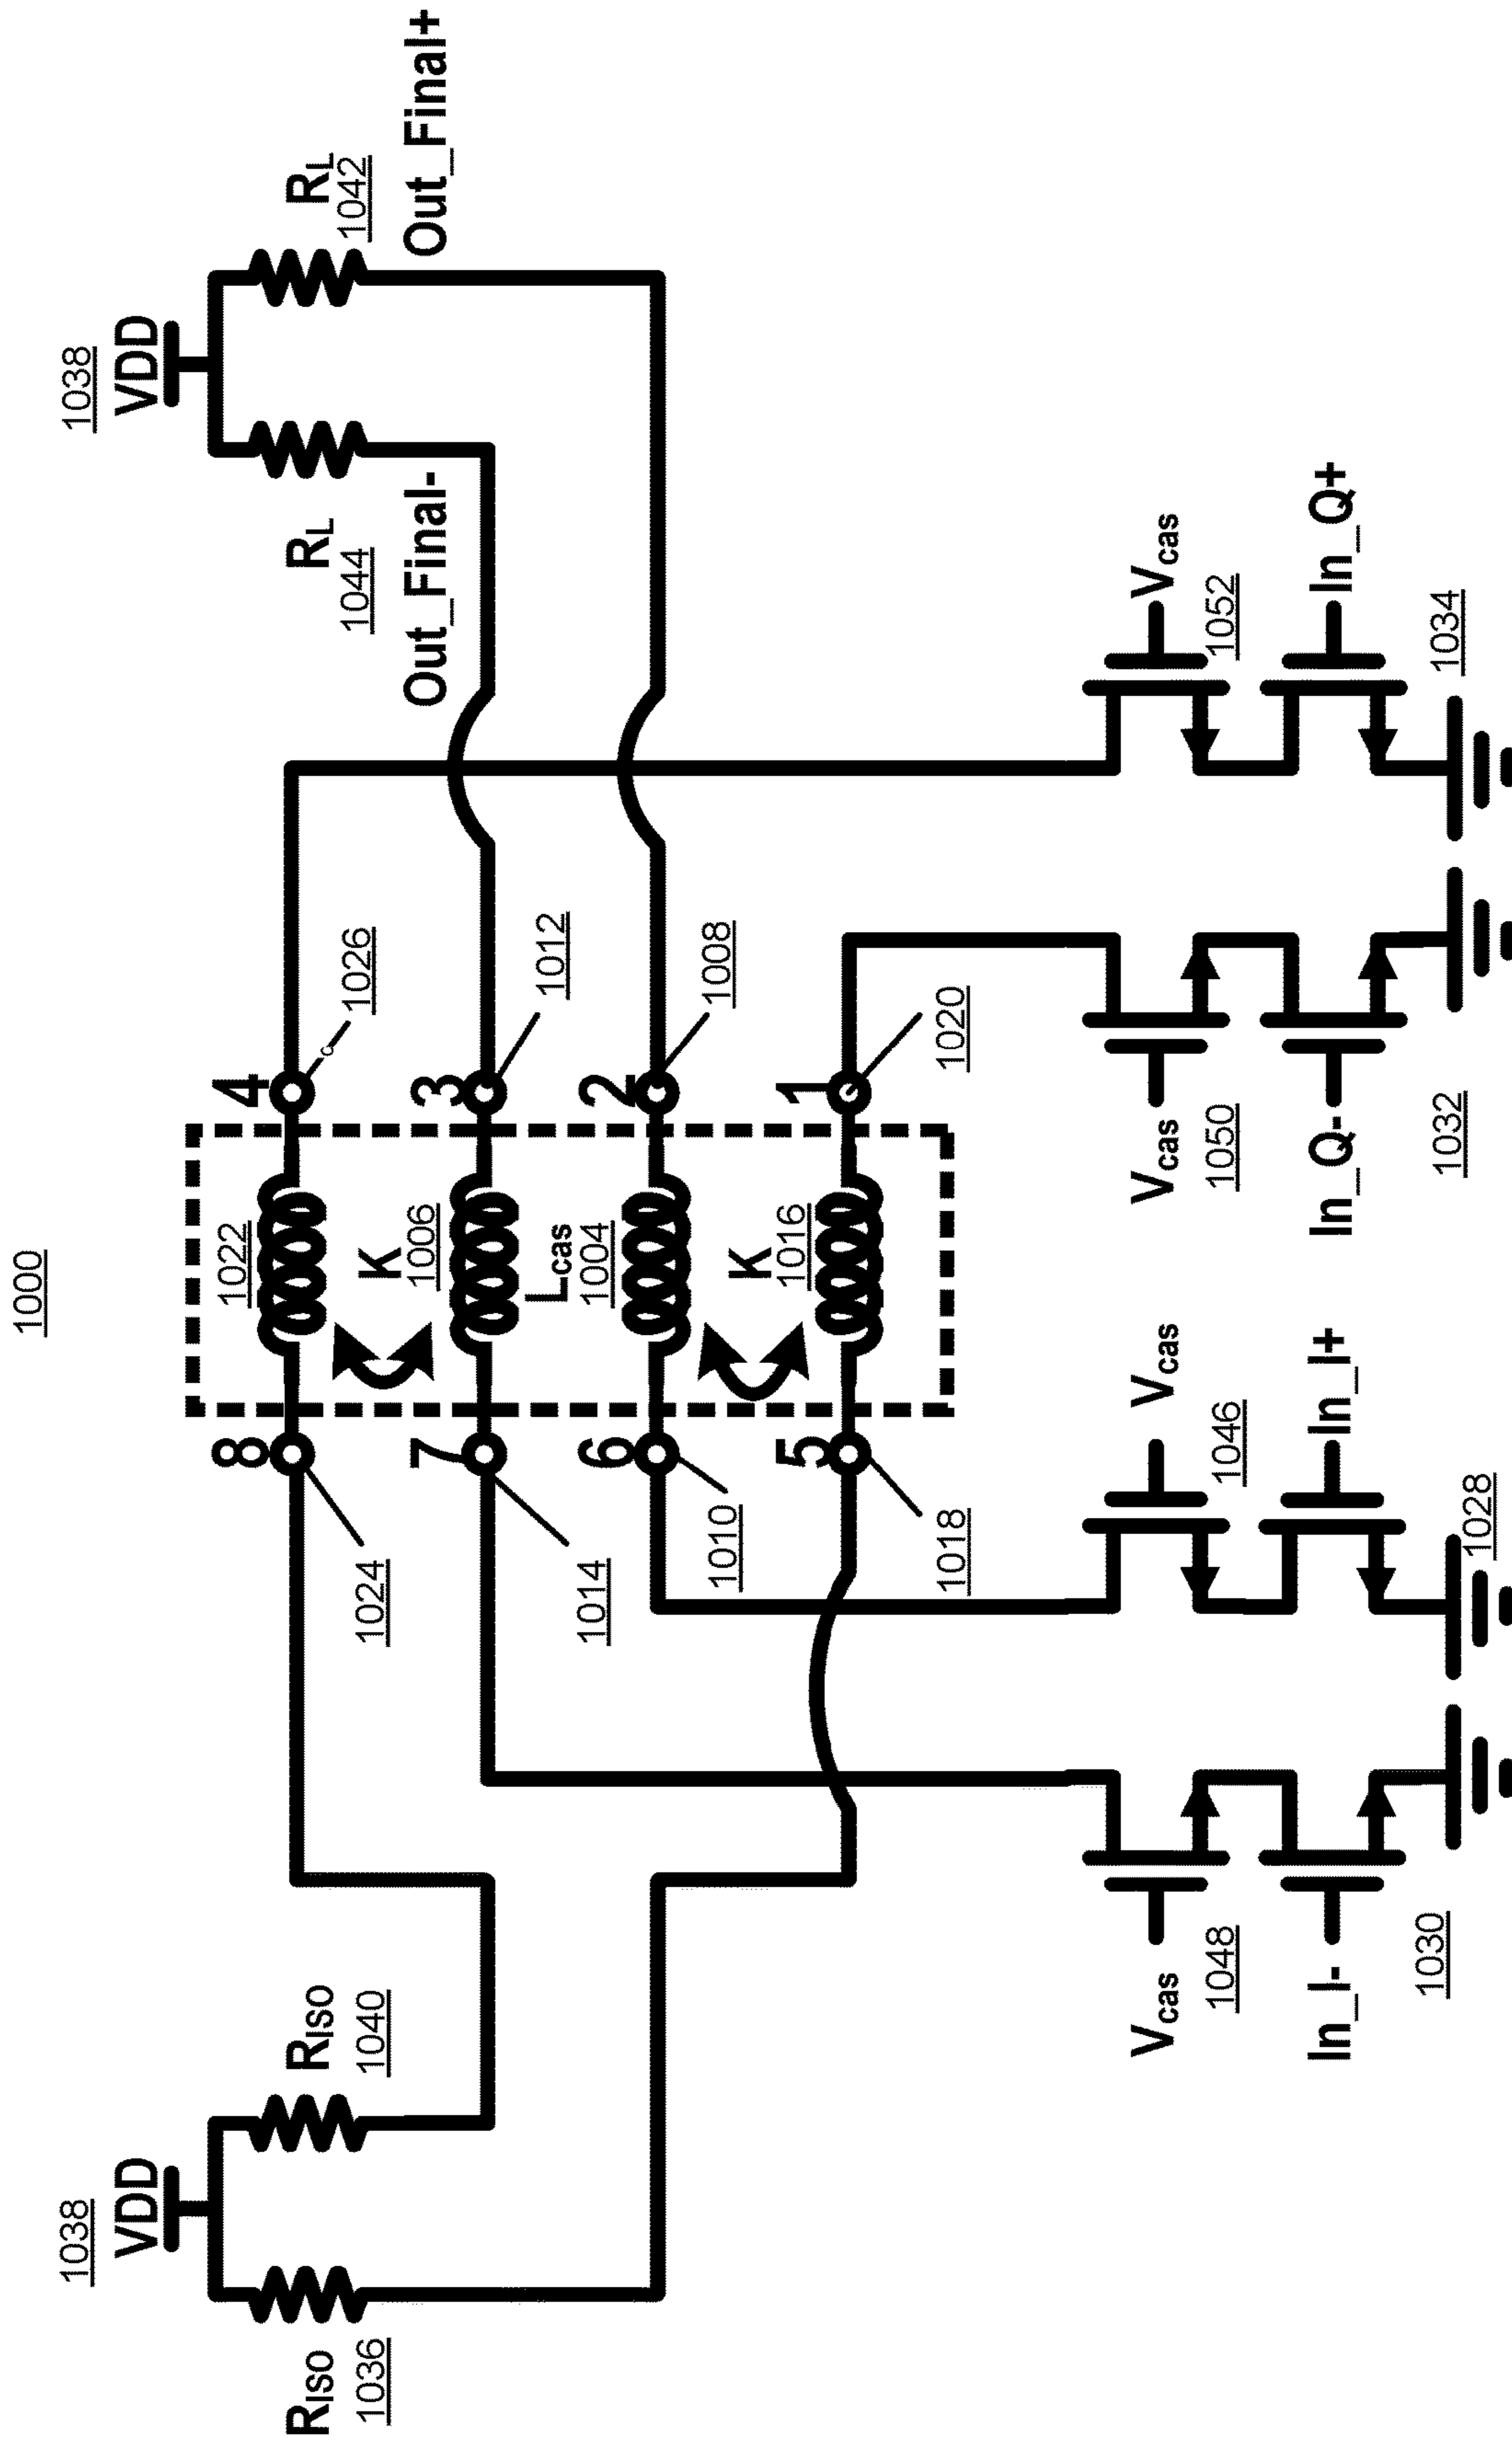 1000
1038
VDD
RISO
1036
RISO
1040
1038
VDD
RL
1044
RL
1042
Out_Final-
Out_Final+
8
4
1022
1024
1026
K
7
3
1006
1014
1012
Lcas
6
2
1004
1010
1008
K
5
1
1016
1018
1020
Vcas
1048
Vcas
1046
Vcas
1050
Vcas
1052
In_I-
1030
In_I+
1028
In_Q-
1032
In_Q+
1034